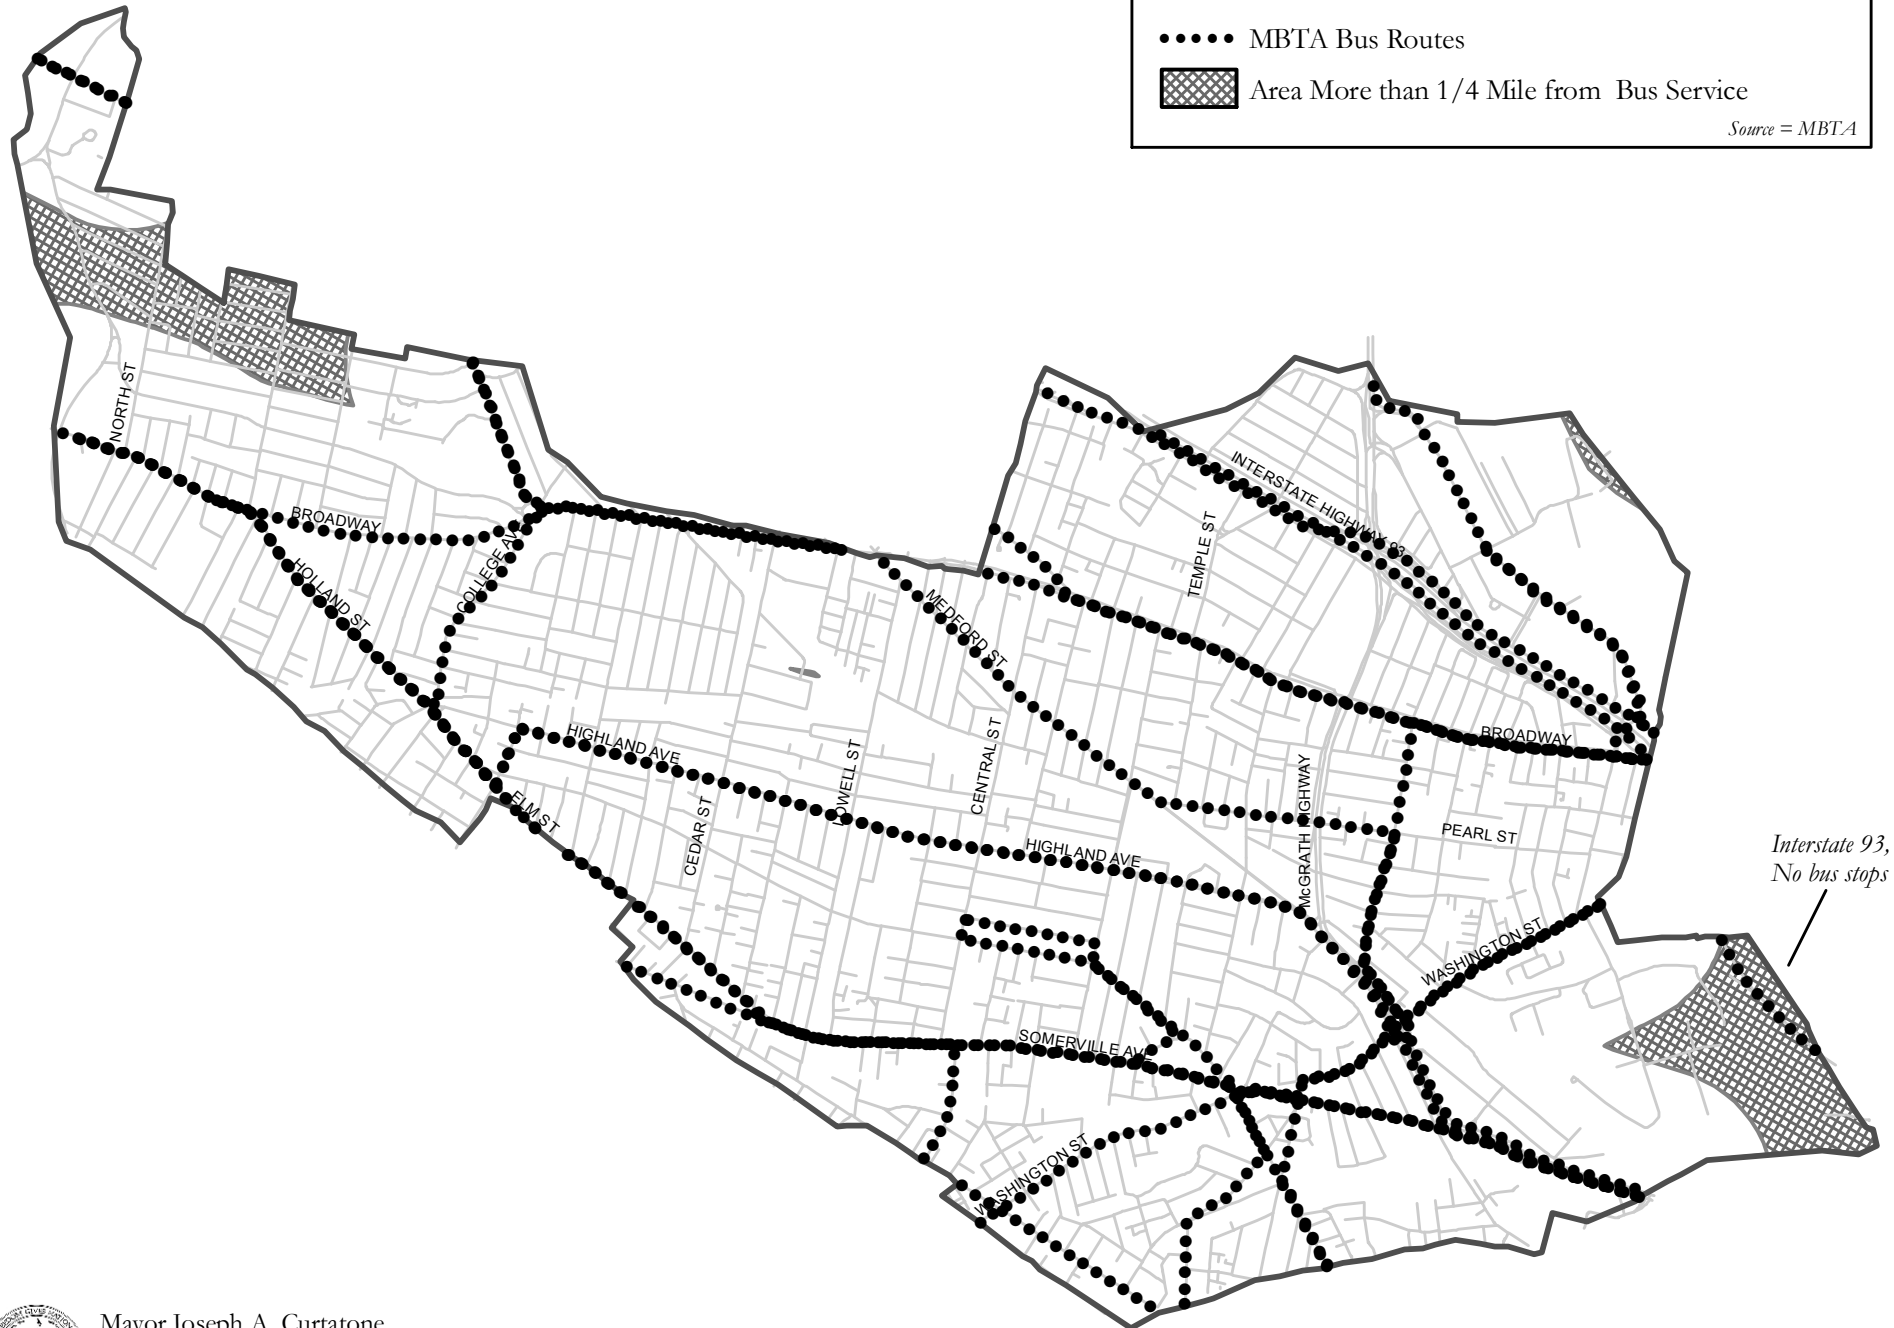 MBTA Bus Routes
Area More than 1/4 Mile from Bus Service
Source = MBTA
NORTH ST
BROADWAY
HOLLAND ST
COLLEGE AV
INTERSTATE HIGHWAY 93
TEMPLE ST
MEDFORD ST
HIGHLAND AVE
LOWELL ST
CENTRAL ST
CEDAR ST
ELM ST
BROADWAY
McGRATH HIGHWAY
PEARL ST
HIGHLAND AVE
Interstate 93,
No bus stops
WASHINGTON ST
SOMERVILLE AVE
WASHINGTON ST
Mayor Joseph A. Curtatone